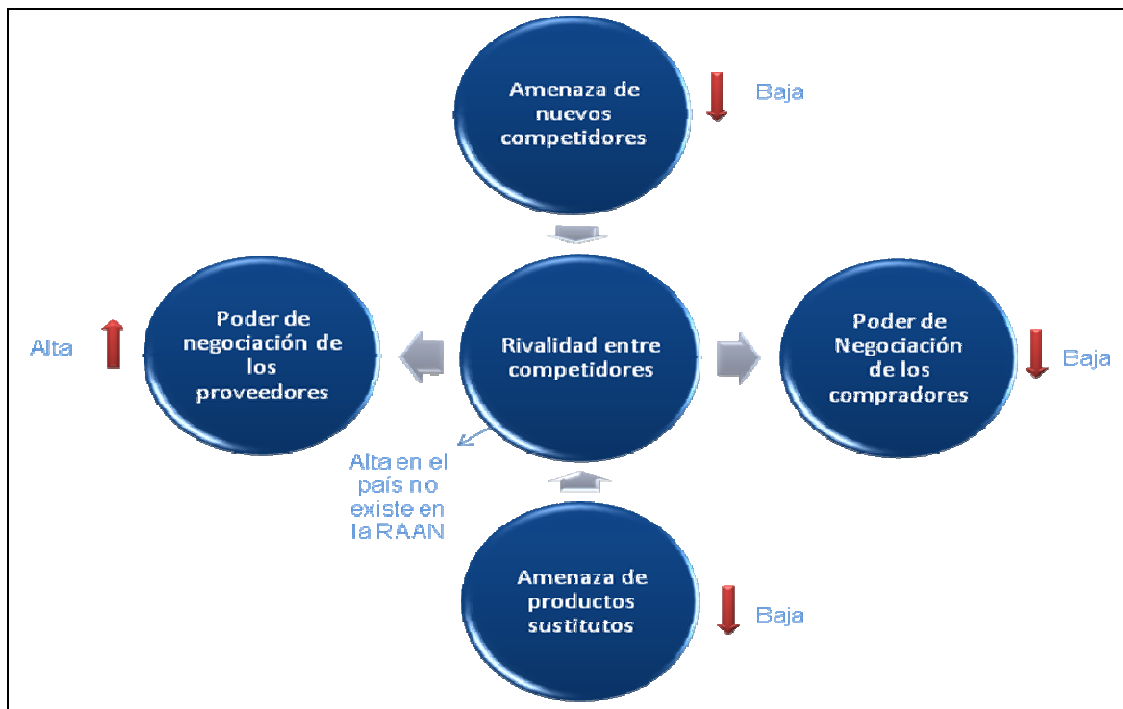 Amenaza de
nuevos
competidores
Baja
Alta
Poder de
negociación de
los
proveedores
Rivalidad entre
competidores
Poder de
Negociación
de los
compradores
Baja
Alta en el
país no
existe en
la RAAN
Amenaza de
productos
sustitutos
Baja